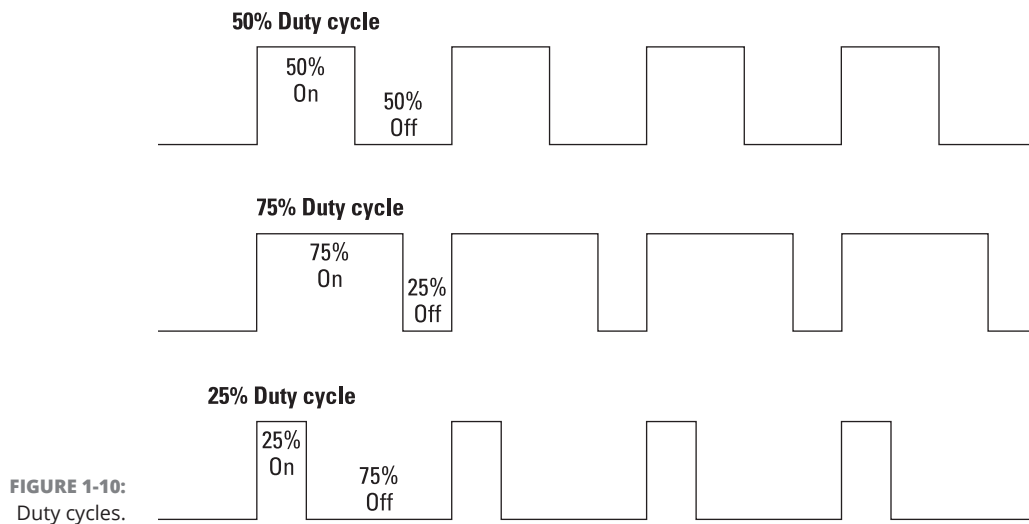 50% Duty cycle
50%
On
50%
Off
75% Duty cycle
75%
On
25%
Off
25% Duty cycle
25%
On
75%
Off
FIGURE 1-10:
Duty cycles.